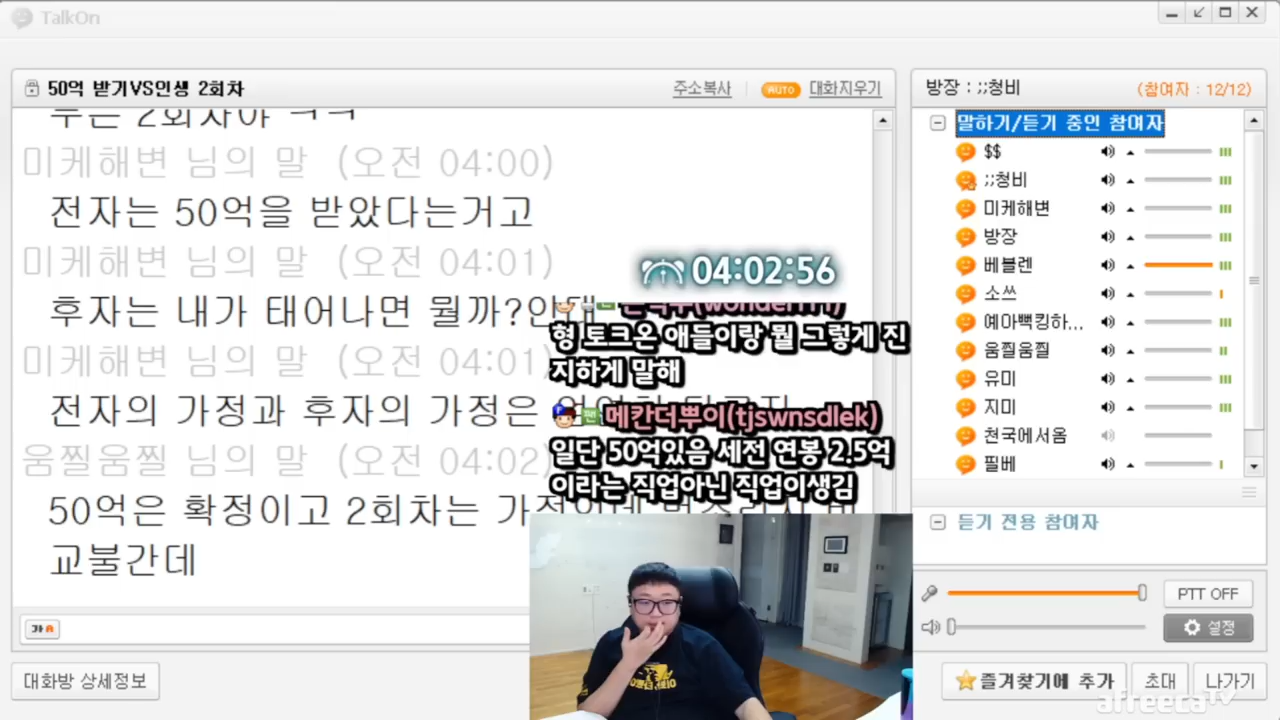 TalkOn
50억 받기VS인생 2회차
주소복사
AUTO
대화지우기
미케해변 님의 말 (오전 04:00)
전자는 50억을 받았다는거고
미케해변 님의 말 (오전 04:01)
후자는 내가 태어나면 뭘까?인데
미케해변 님의 말 (오전 04:01)
전자의 가정과 후자의 가정은
움찔움찔 님의 말 (오전 04:02)
50억은 확정이고 2회차는
교불간데
가a
대화방 상세정보
04:02:56
형 토크온 애들이랑 뭘 그렇게 진
지하게 말해
팬 메칸더뿌이(tjswnsdlek)
일단 50억있음 세전 연봉 2.5억
이라는 직업아닌 직업이생김
방장 : ;;청비
(참여자 : 12/12)
말하기/듣기 중인 참여자
$$
;;청비
미케해변
방장
베블렌
소쓰
예아빽킹하...
움찔움찔
유미
지미
천국에서옴
필베
듣기 전용 참여자
PTT OFF
설정
즐겨찾기에 추가
초대
나가기
afreecaTV